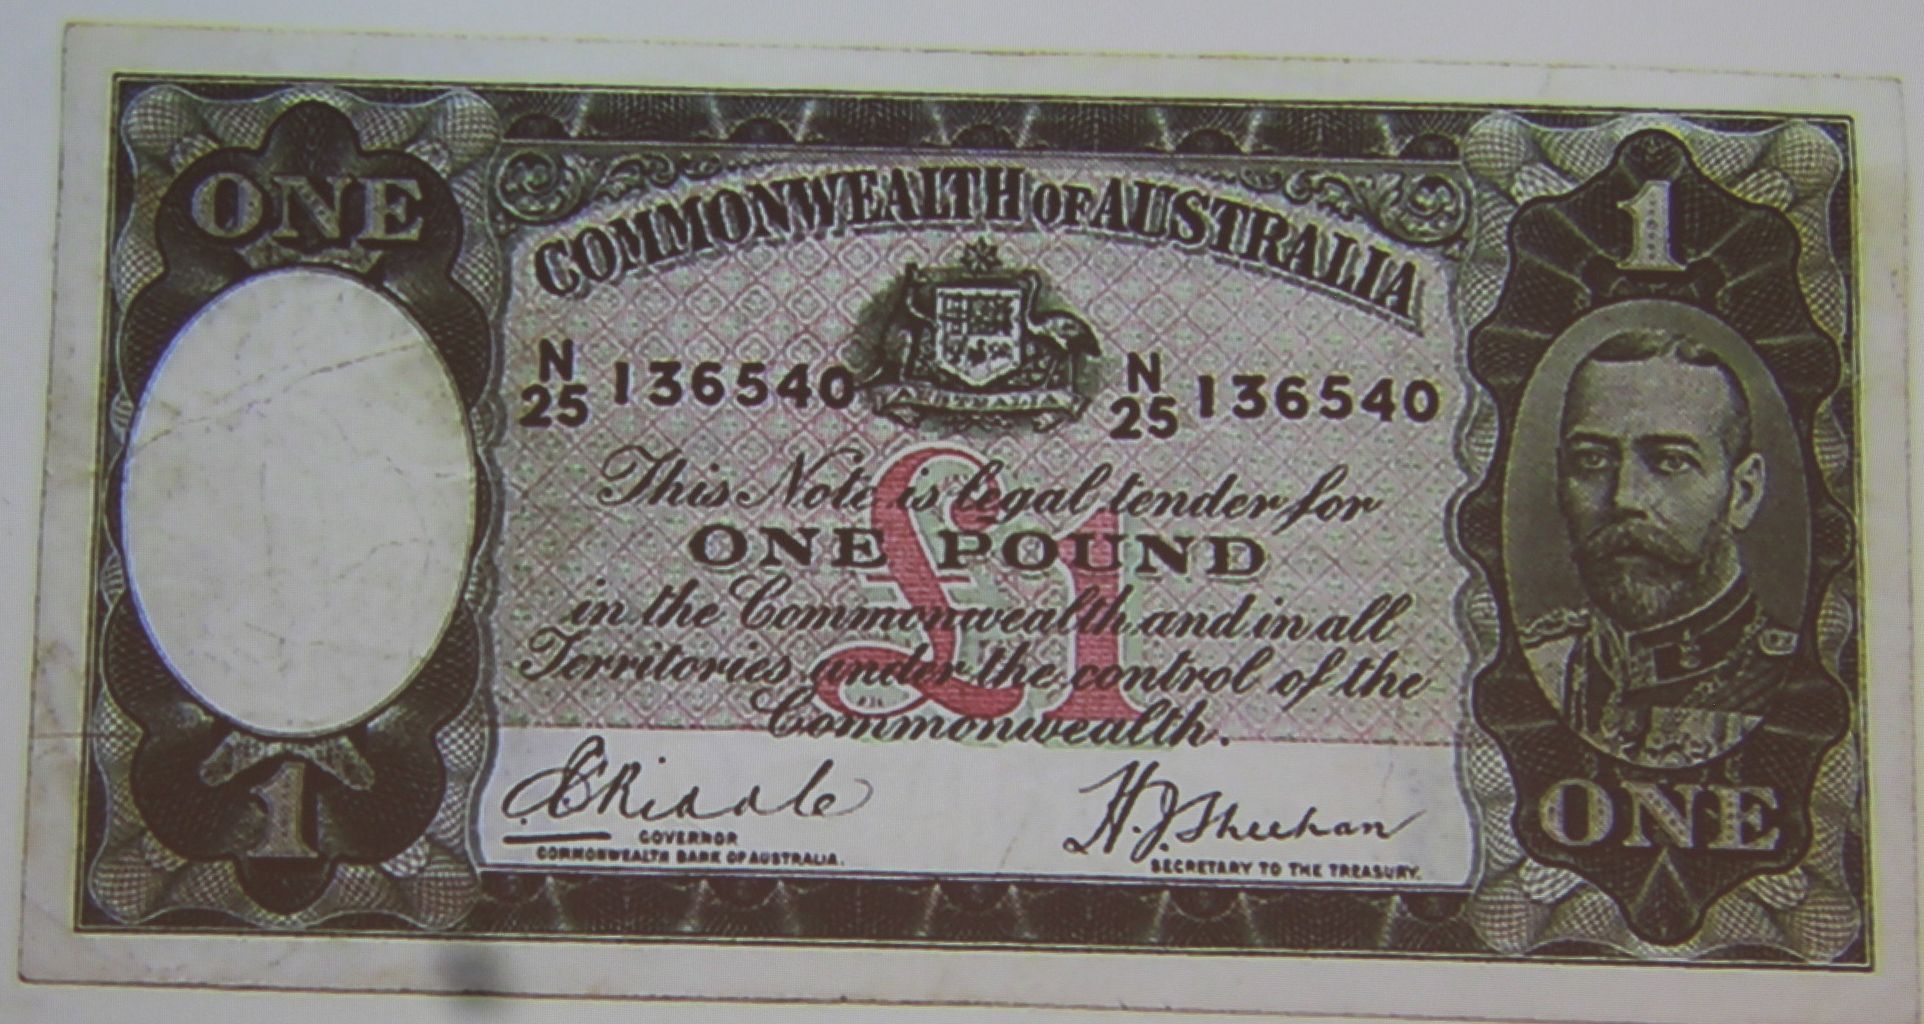 ONE
1
COMMONWEALTH OF AUSTRALIA
AUSTRALIA
N
25 136540
N
25 136540
£1
This Note is legal tender for
ONE POUND
in the Commonwealth and in all
Territories under the control of the
Commonwealth.
E C Riddle
GOVERNOR
COMMONWEALTH BANK OF AUSTRALIA.
H. J. Sheehan
SECRETARY TO THE TREASURY.
1
ONE